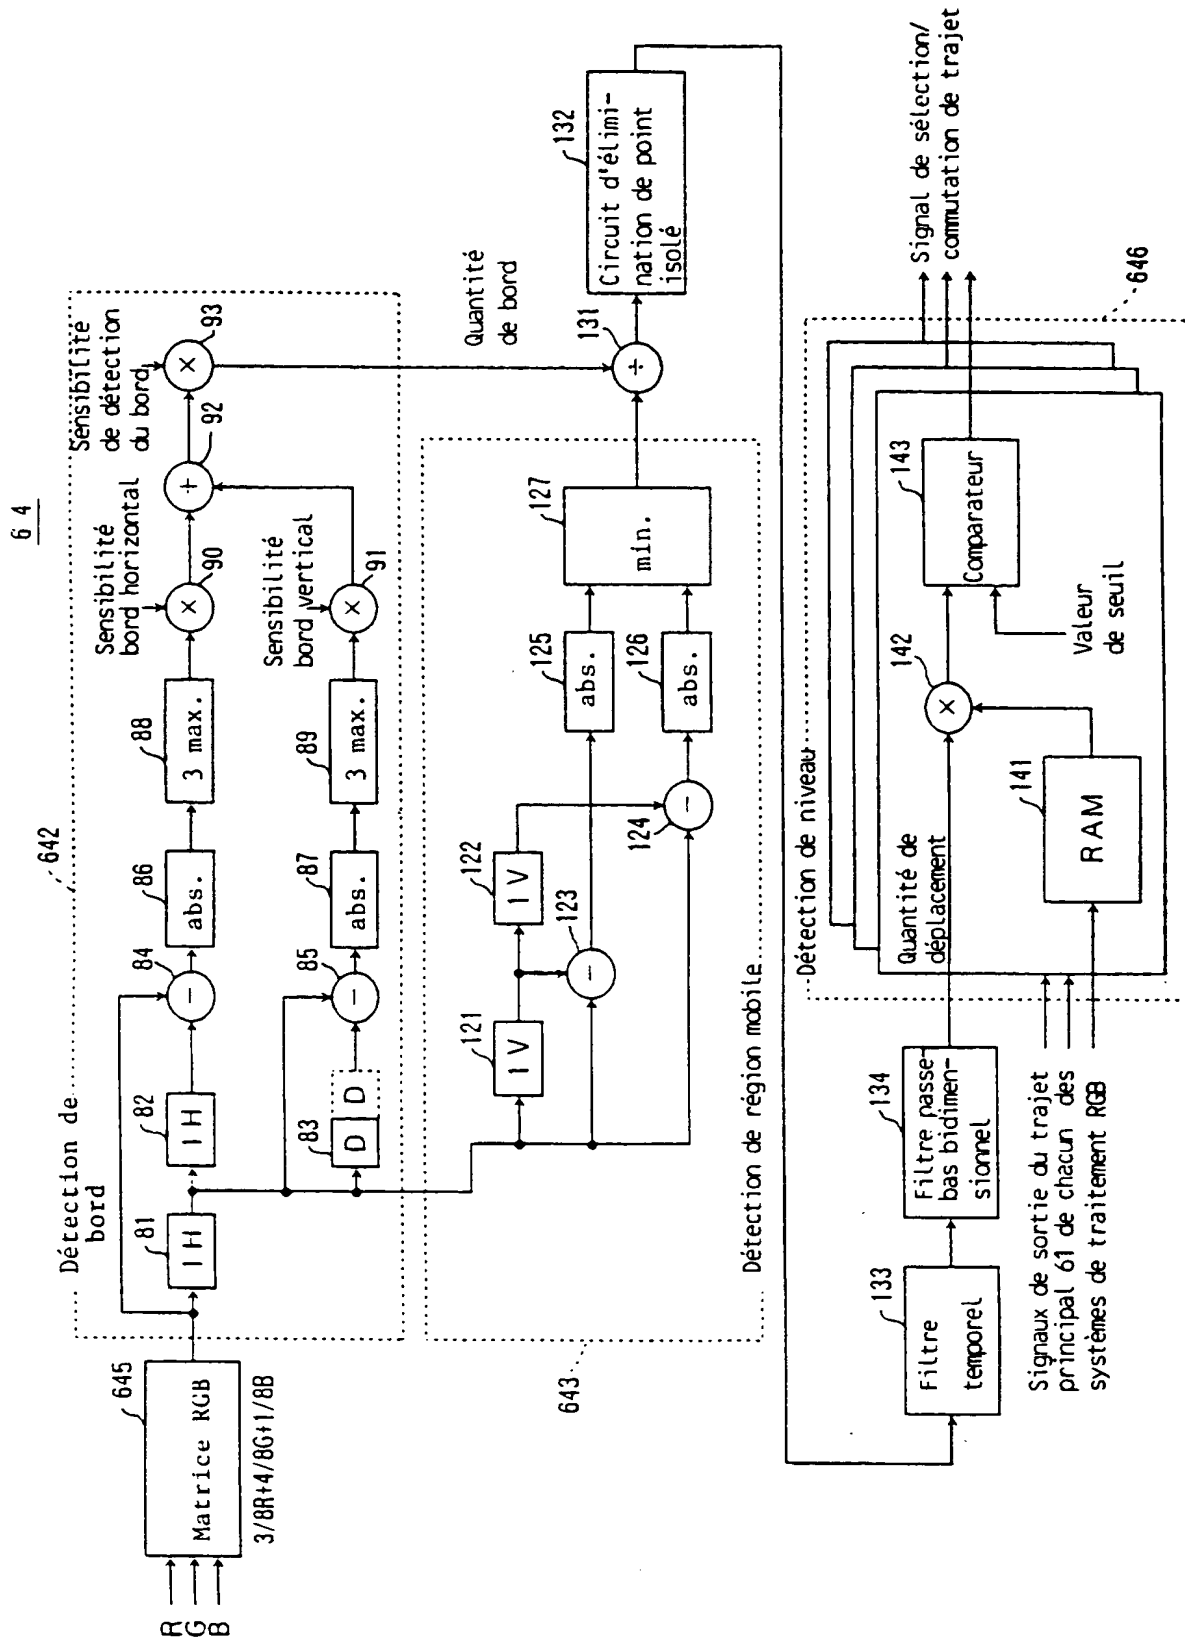 64
Détection de
bord
642
R
G
B
645
Matrice RGB
3/8R+4/8G+1/8B
81
1H
82
1H
84
−
86
abs.
88
3 max.
Sensibilité
bord horizontal
90
×
92
+
Sensibilité
de détection
du bord
93
×
83
D
D
85
−
87
abs.
89
3 max.
Sensibilité
bord vertical
91
×
Quantité
de bord
131
÷
132
Circuit d'élimi-
nation de point
isolé
121
1V
122
1V
123
−
124
−
125
abs.
126
abs.
127
min.
643
Détection de région mobile
133
Filtre
temporel
134
Filtre passe-
bas bidimen-
sionnel
Détection de niveau
646
Quantité de
déplacement
142
×
143
Comparateur
Valeur
de seuil
141
RAM
Signaux de sortie du trajet
principal 61 de chacun des
systèmes de traitement RGB
Signal de sélection/
commutation de trajet